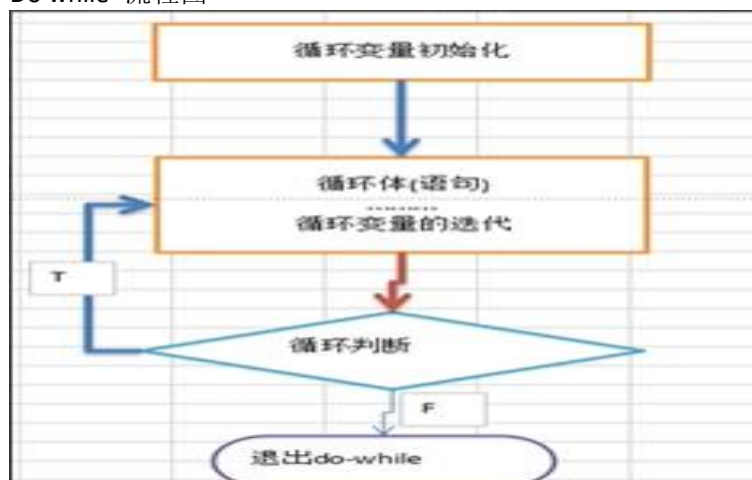 Do while 流程图
循环变量初始化
循环体(语句)
........
循环变量的迭代
T
循环判断
F
退出do-while